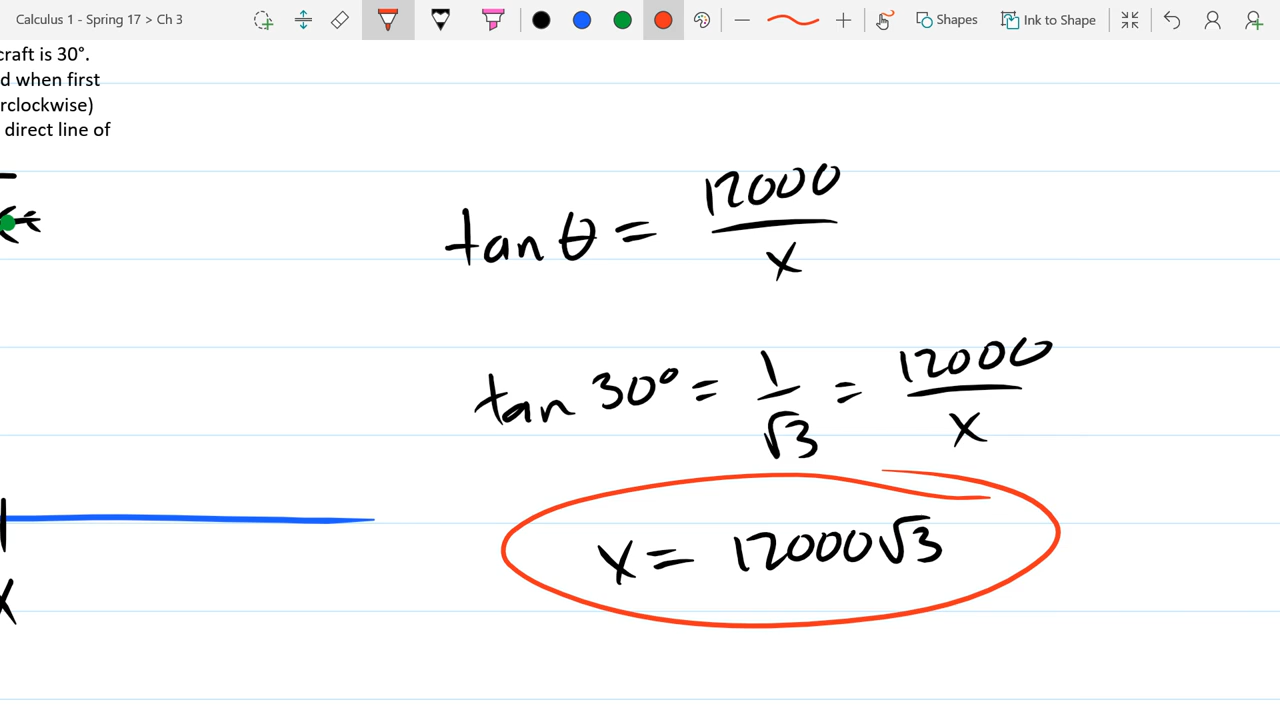 Calculus 1 - Spring 17 > Ch 3
Shapes
Ink to Shape
craft is 30°.
d when first
rclockwise)
direct line of
tan θ = 12000 / x
tan 30° = 1 / √3 = 12000 / x
x = 12000√3
x